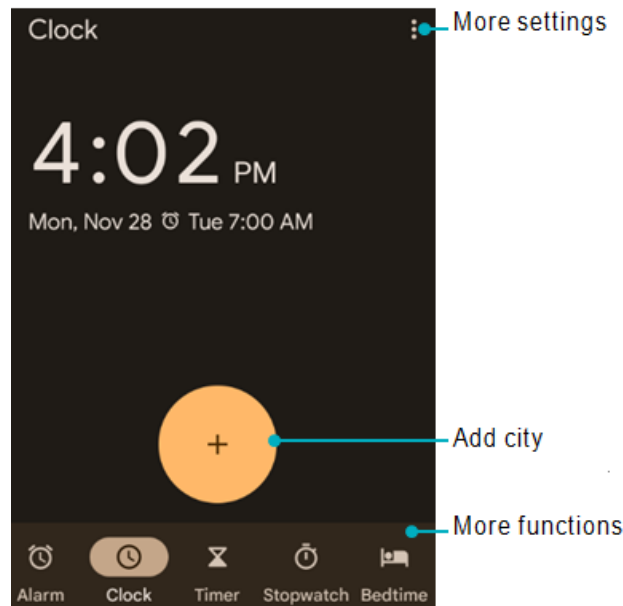 Clock
More settings
4:02 PM
Mon, Nov 28 Tue 7:00 AM
+
Add city
More functions
Alarm Clock Timer Stopwatch Bedtime